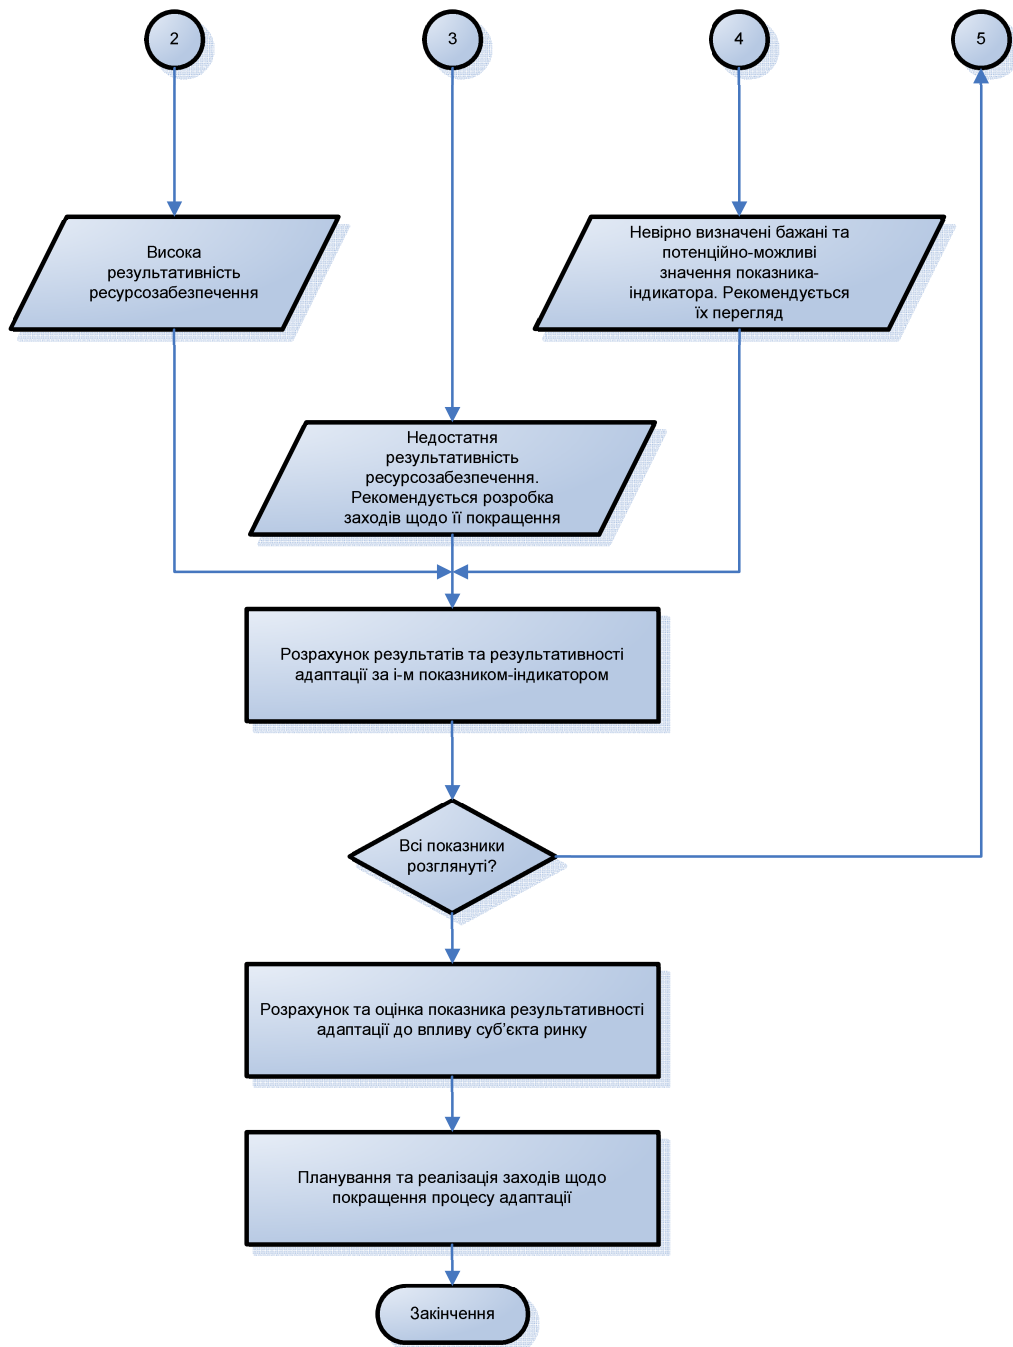 2
3
4
5
Висока
результативність
ресурсозабезпечення
Невірно визначені бажані та
потенційно-можливі
значення показника-
індикатора. Рекомендується
їх перегляд
Недостатня
результативність
ресурсозабезпечення.
Рекомендується розробка
заходів щодо її покращення
Розрахунок результатів та результативності
адаптації за і-м показником-індикатором
Всі показники
розглянуті?
Розрахунок та оцінка показника результативності
адаптації до впливу суб’єкта ринку
Планування та реалізація заходів щодо
покращення процесу адаптації
Закінчення